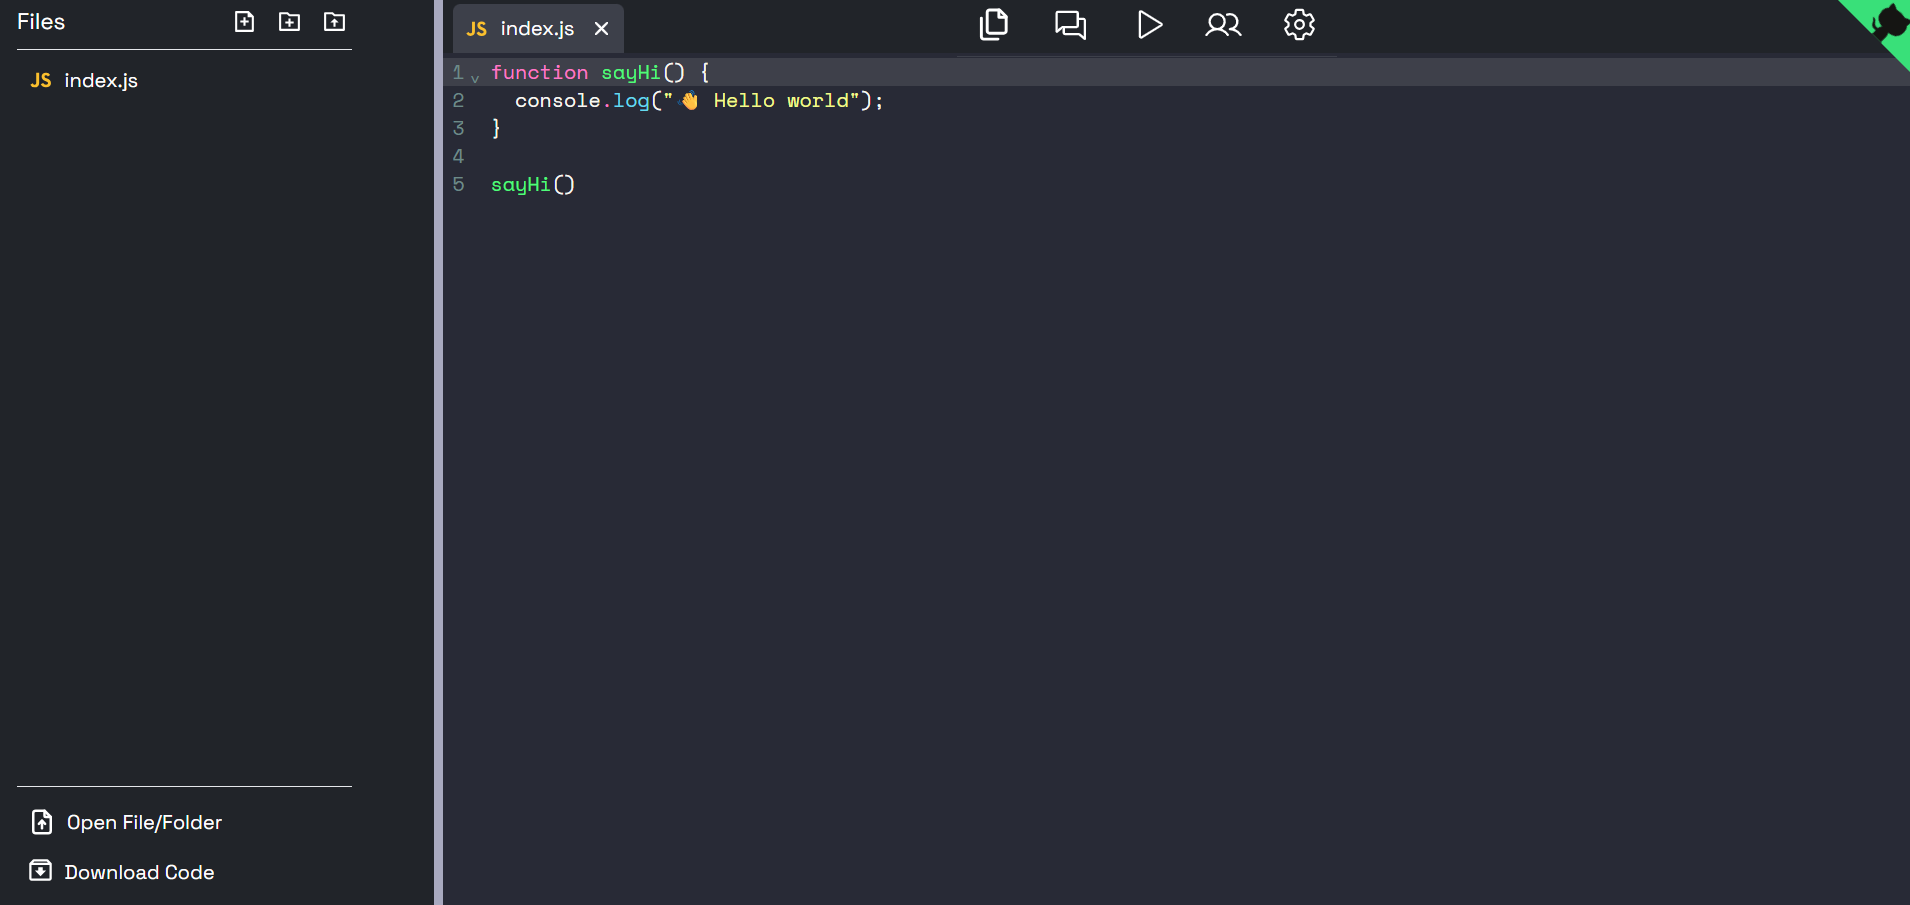 Files
JS index.js
Open File/Folder
Download Code
JS index.js
1 function sayHi() {
2 console.log("👋 Hello world");
3 }
4
5 sayHi()